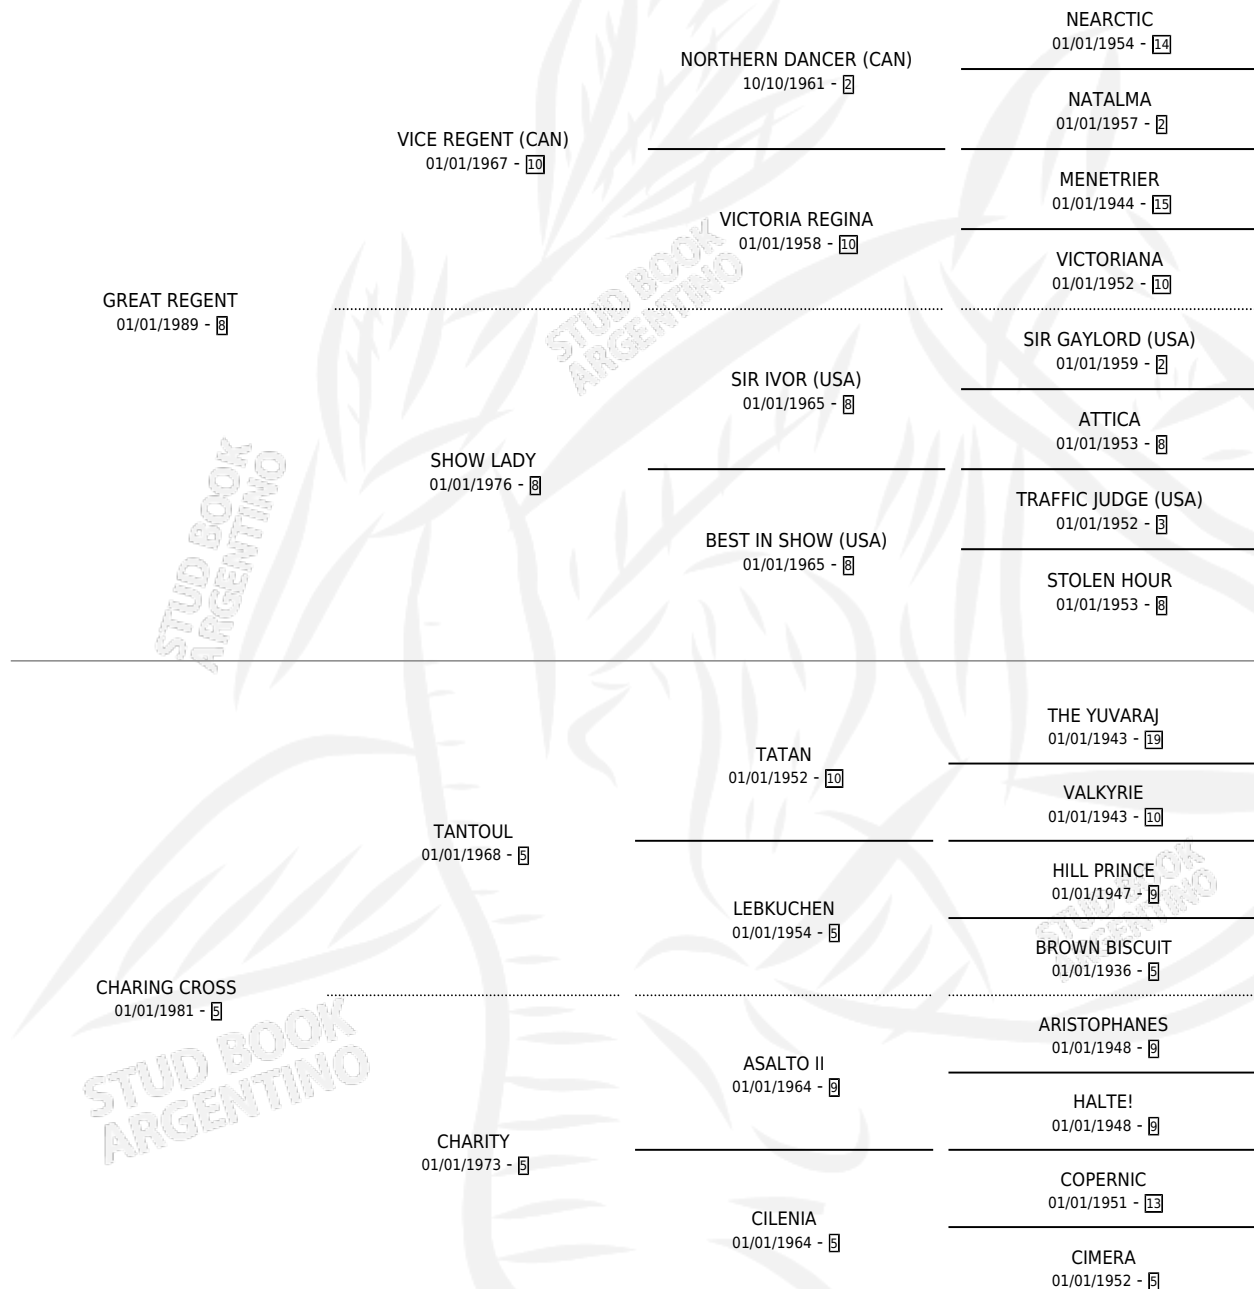 NEARCTIC
01/01/1954 - 14
NORTHERN DANCER (CAN)
10/10/1961 - 2
NATALMA
01/01/1957 - 2
VICE REGENT (CAN)
01/01/1967 - 10
MENETRIER
01/01/1944 - 15
VICTORIA REGINA
01/01/1958 - 10
VICTORIANA
01/01/1952 - 10
GREAT REGENT
01/01/1989 - 8
SIR GAYLORD (USA)
01/01/1959 - 2
SIR IVOR (USA)
01/01/1965 - 8
ATTICA
01/01/1953 - 8
SHOW LADY
01/01/1976 - 8
TRAFFIC JUDGE (USA)
01/01/1952 - 3
BEST IN SHOW (USA)
01/01/1965 - 8
STOLEN HOUR
01/01/1953 - 8
THE YUVARAJ
01/01/1943 - 19
TATAN
01/01/1952 - 10
VALKYRIE
01/01/1943 - 10
TANTOUL
01/01/1968 - 5
HILL PRINCE
01/01/1947 - 9
LEBKUCHEN
01/01/1954 - 5
BROWN BISCUIT
01/01/1936 - 5
CHARING CROSS
01/01/1981 - 5
ARISTOPHANES
01/01/1948 - 9
ASALTO II
01/01/1964 - 9
HALTE!
01/01/1948 - 9
CHARITY
01/01/1973 - 5
COPERNIC
01/01/1951 - 13
CILENIA
01/01/1964 - 5
CIMERA
01/01/1952 - 5
STUD BOOK
ARGENTINO
STUD BOOK
ARGENTINO
STUD BOOK
ARGENTINO
STUD BOOK
ARGENTINO